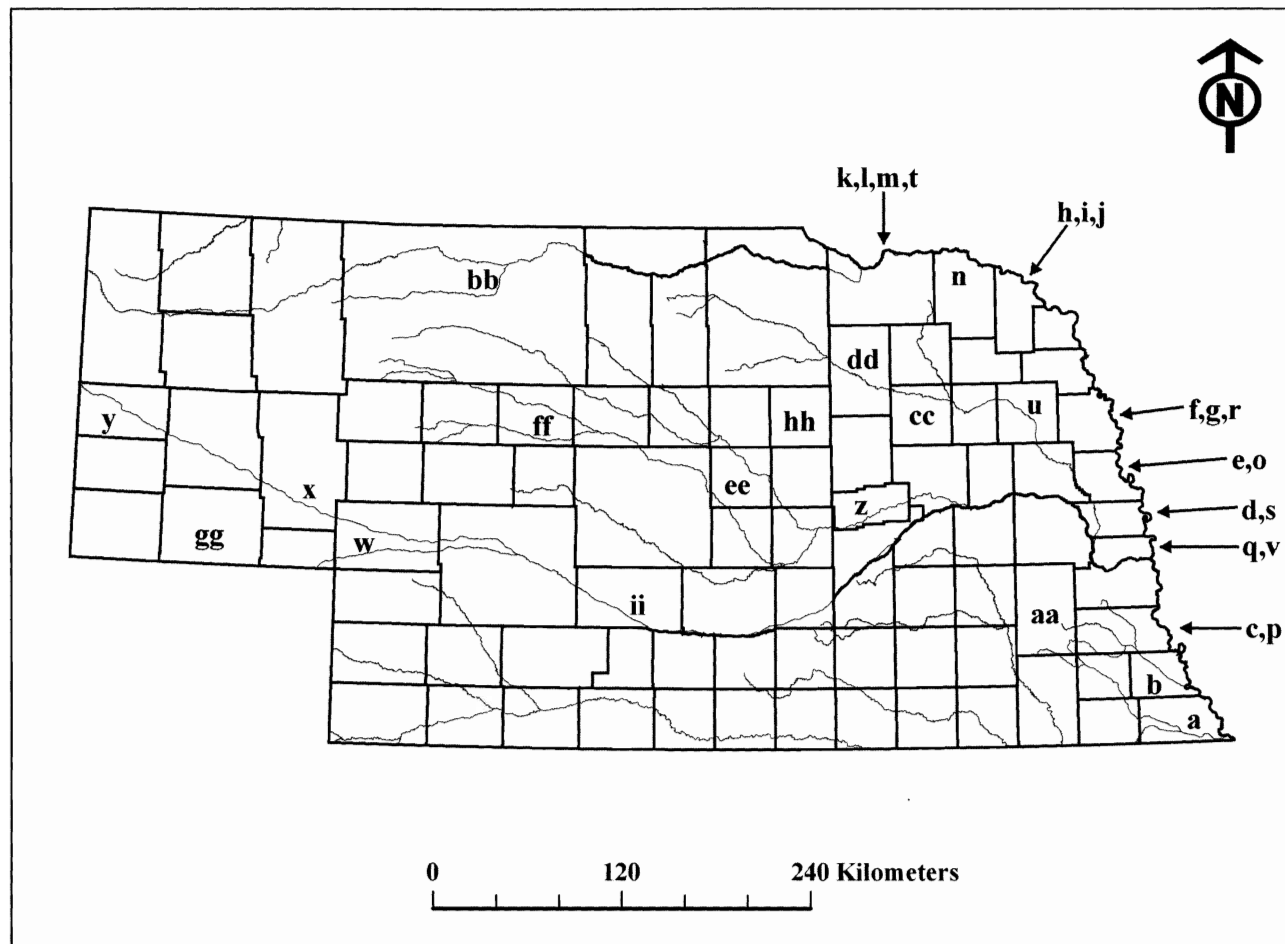 N
k,l,m,t
h,i,j
bb
n
dd
y
ff
hh
cc
u
f,g,r
e,o
x
ee
z
d,s
gg
w
q,v
ii
aa
c,p
b
a
0 120 240 Kilometers